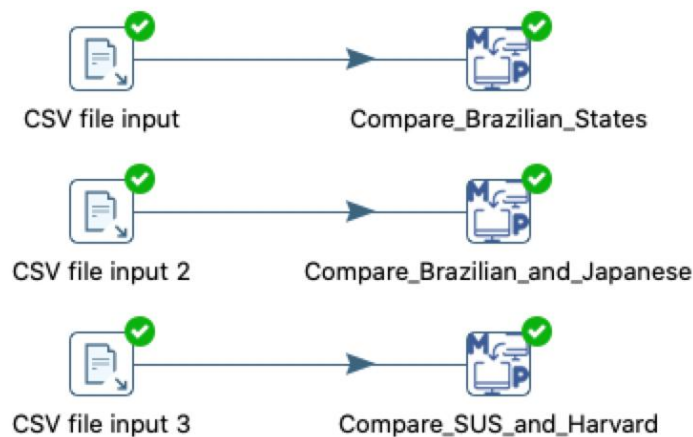 M
P
CSV file input
Compare_Brazilian_States
M
P
CSV file input 2
Compare_Brazilian_and_Japanese
M
P
CSV file input 3
Compare_SUS_and_Harvard